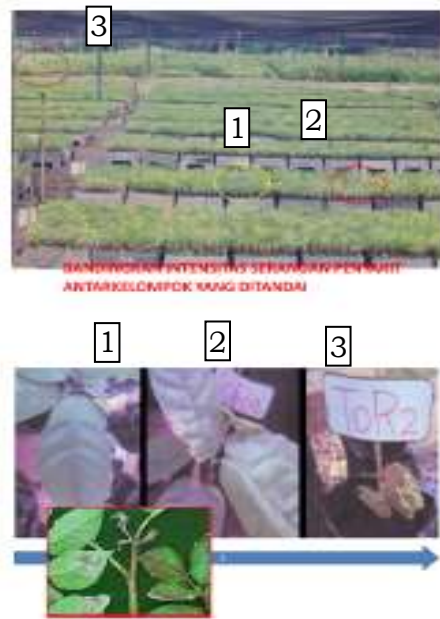 3
1
2
BANDINGKAN INTENSITAS SERANGAN PENYAKIT
ANTARKELOMPOK YANG DITANDAI
1
2
3
ToR2